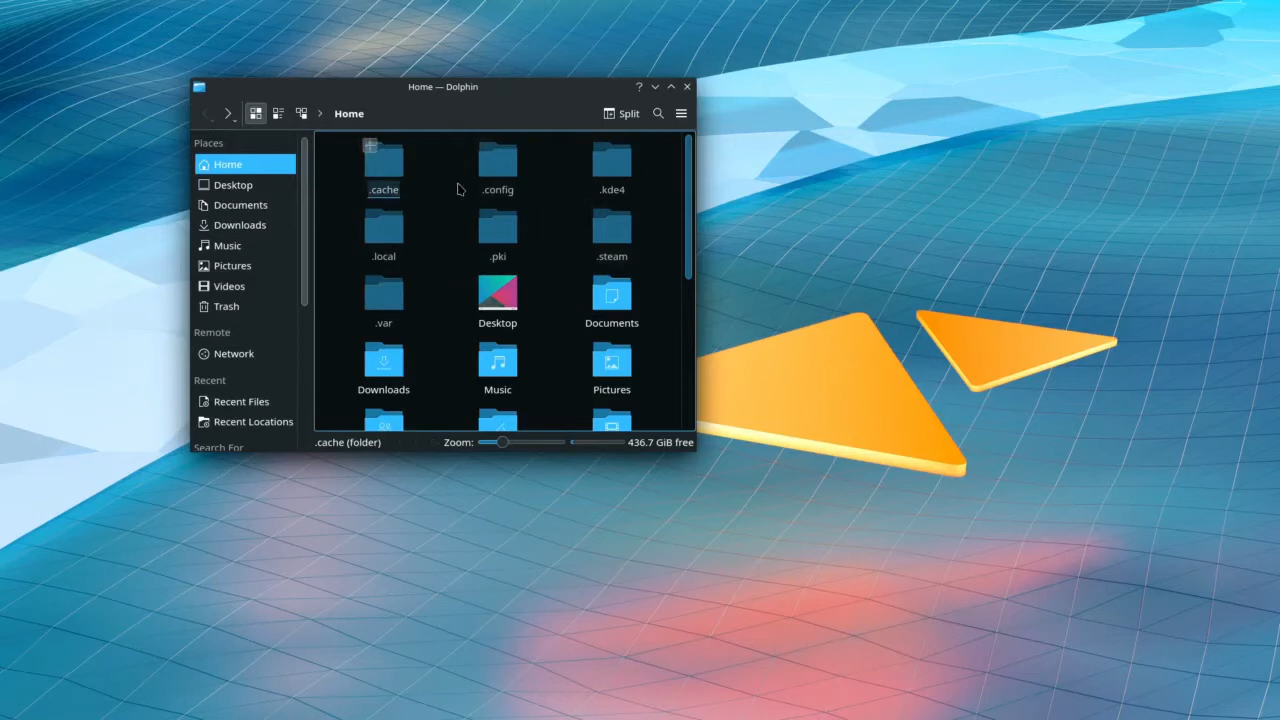 Home — Dolphin
Home
Split
Places
Home
Desktop
Documents
Downloads
Music
Pictures
Videos
Trash
Remote
Network
Recent
Recent Files
Recent Locations
Search For
.cache
.config
.kde4
.local
.pki
.steam
.var
Desktop
Documents
Downloads
Music
Pictures
.cache (folder)
Zoom:
436.7 GiB free